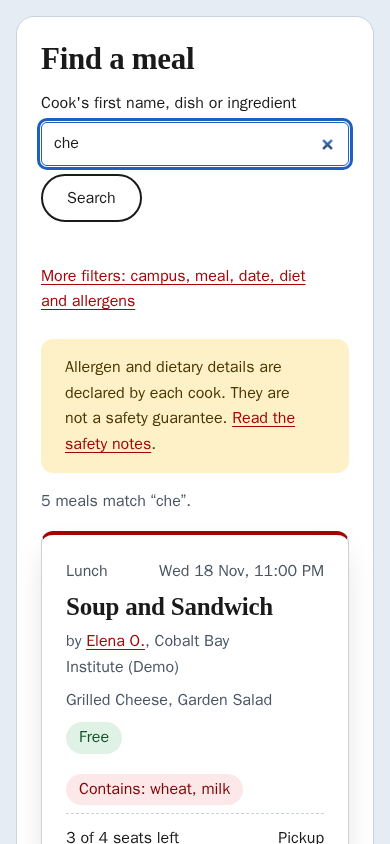 Find a meal
Cook's first name, dish or ingredient
che
Search
More filters: campus, meal, date, diet
and allergens
Allergen and dietary details are
declared by each cook. They are
not a safety guarantee. Read the
safety notes.
5 meals match “che”.
Lunch Wed 18 Nov, 11:00 PM
Soup and Sandwich
by Elena O., Cobalt Bay
Institute (Demo)
Grilled Cheese, Garden Salad
Free
Contains: wheat, milk
3 of 4 seats left Pickup